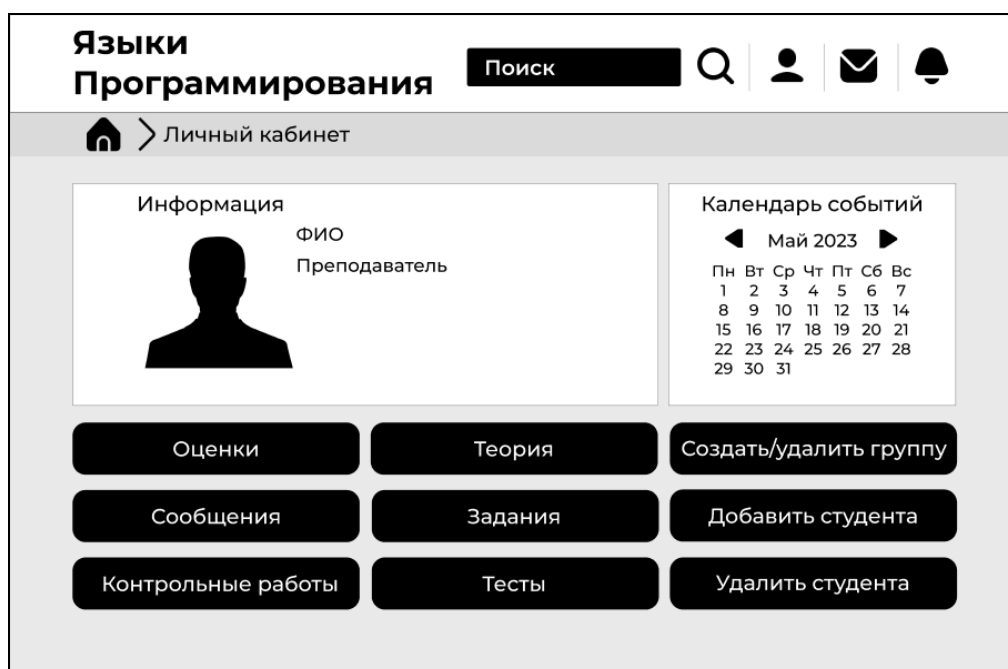 Языки
Программирования
Поиск
Личный кабинет
Информация
ФИО
Преподаватель
Календарь событий
Май 2023
Пн Вт Ср Чт Пт Сб Вс
1 2 3 4 5 6 7
8 9 10 11 12 13 14
15 16 17 18 19 20 21
22 23 24 25 26 27 28
29 30 31
Оценки
Теория
Создать/удалить группу
Сообщения
Задания
Добавить студента
Контрольные работы
Тесты
Удалить студента